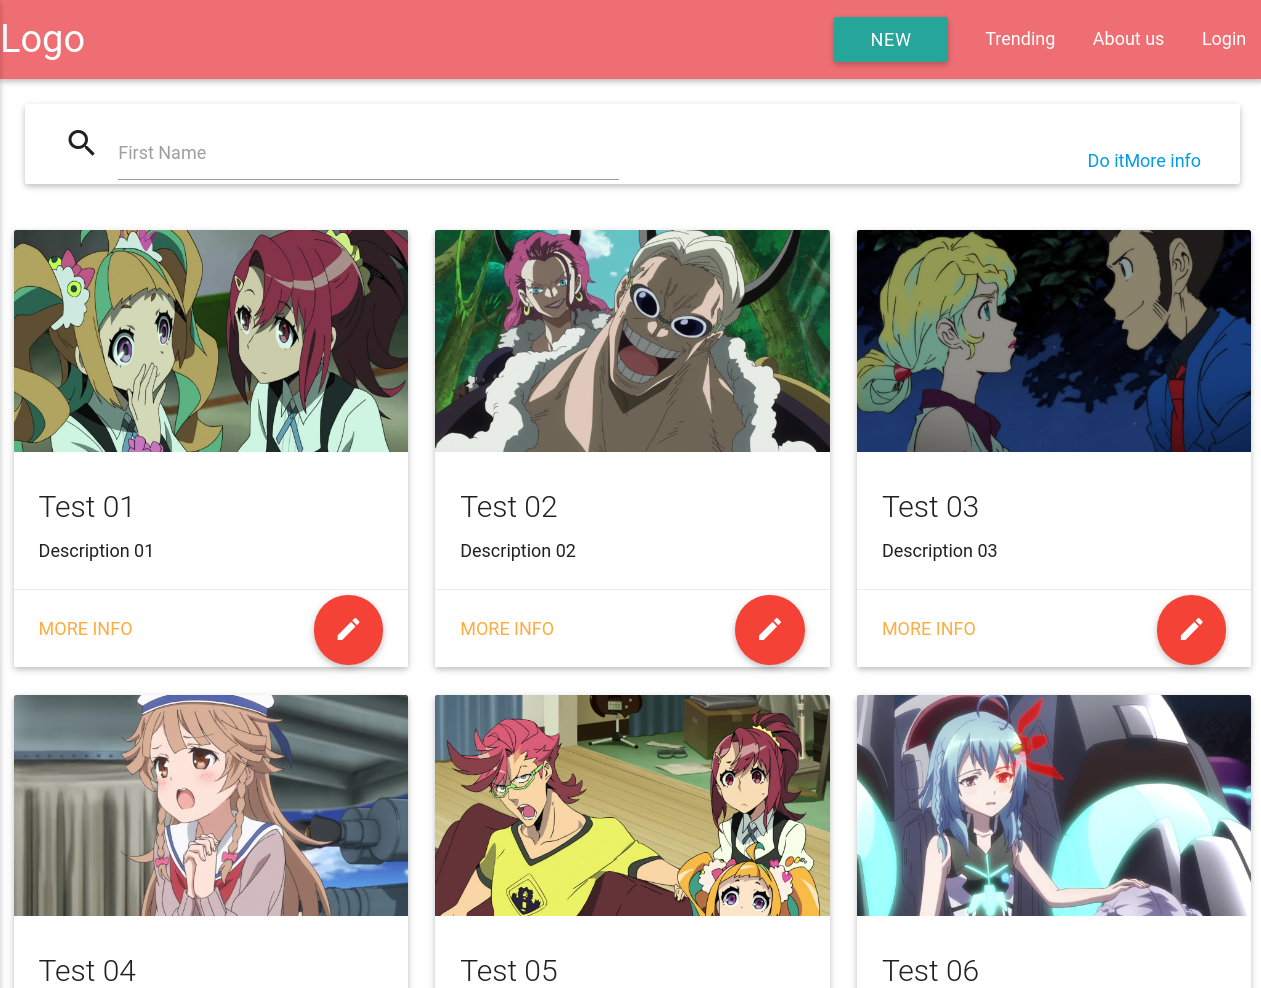 Logo
NEW
Trending
About us
Login
First Name
Do itMore info
Test 01
Description 01
MORE INFO
Test 02
Description 02
MORE INFO
Test 03
Description 03
MORE INFO
Test 04
Test 05
Test 06